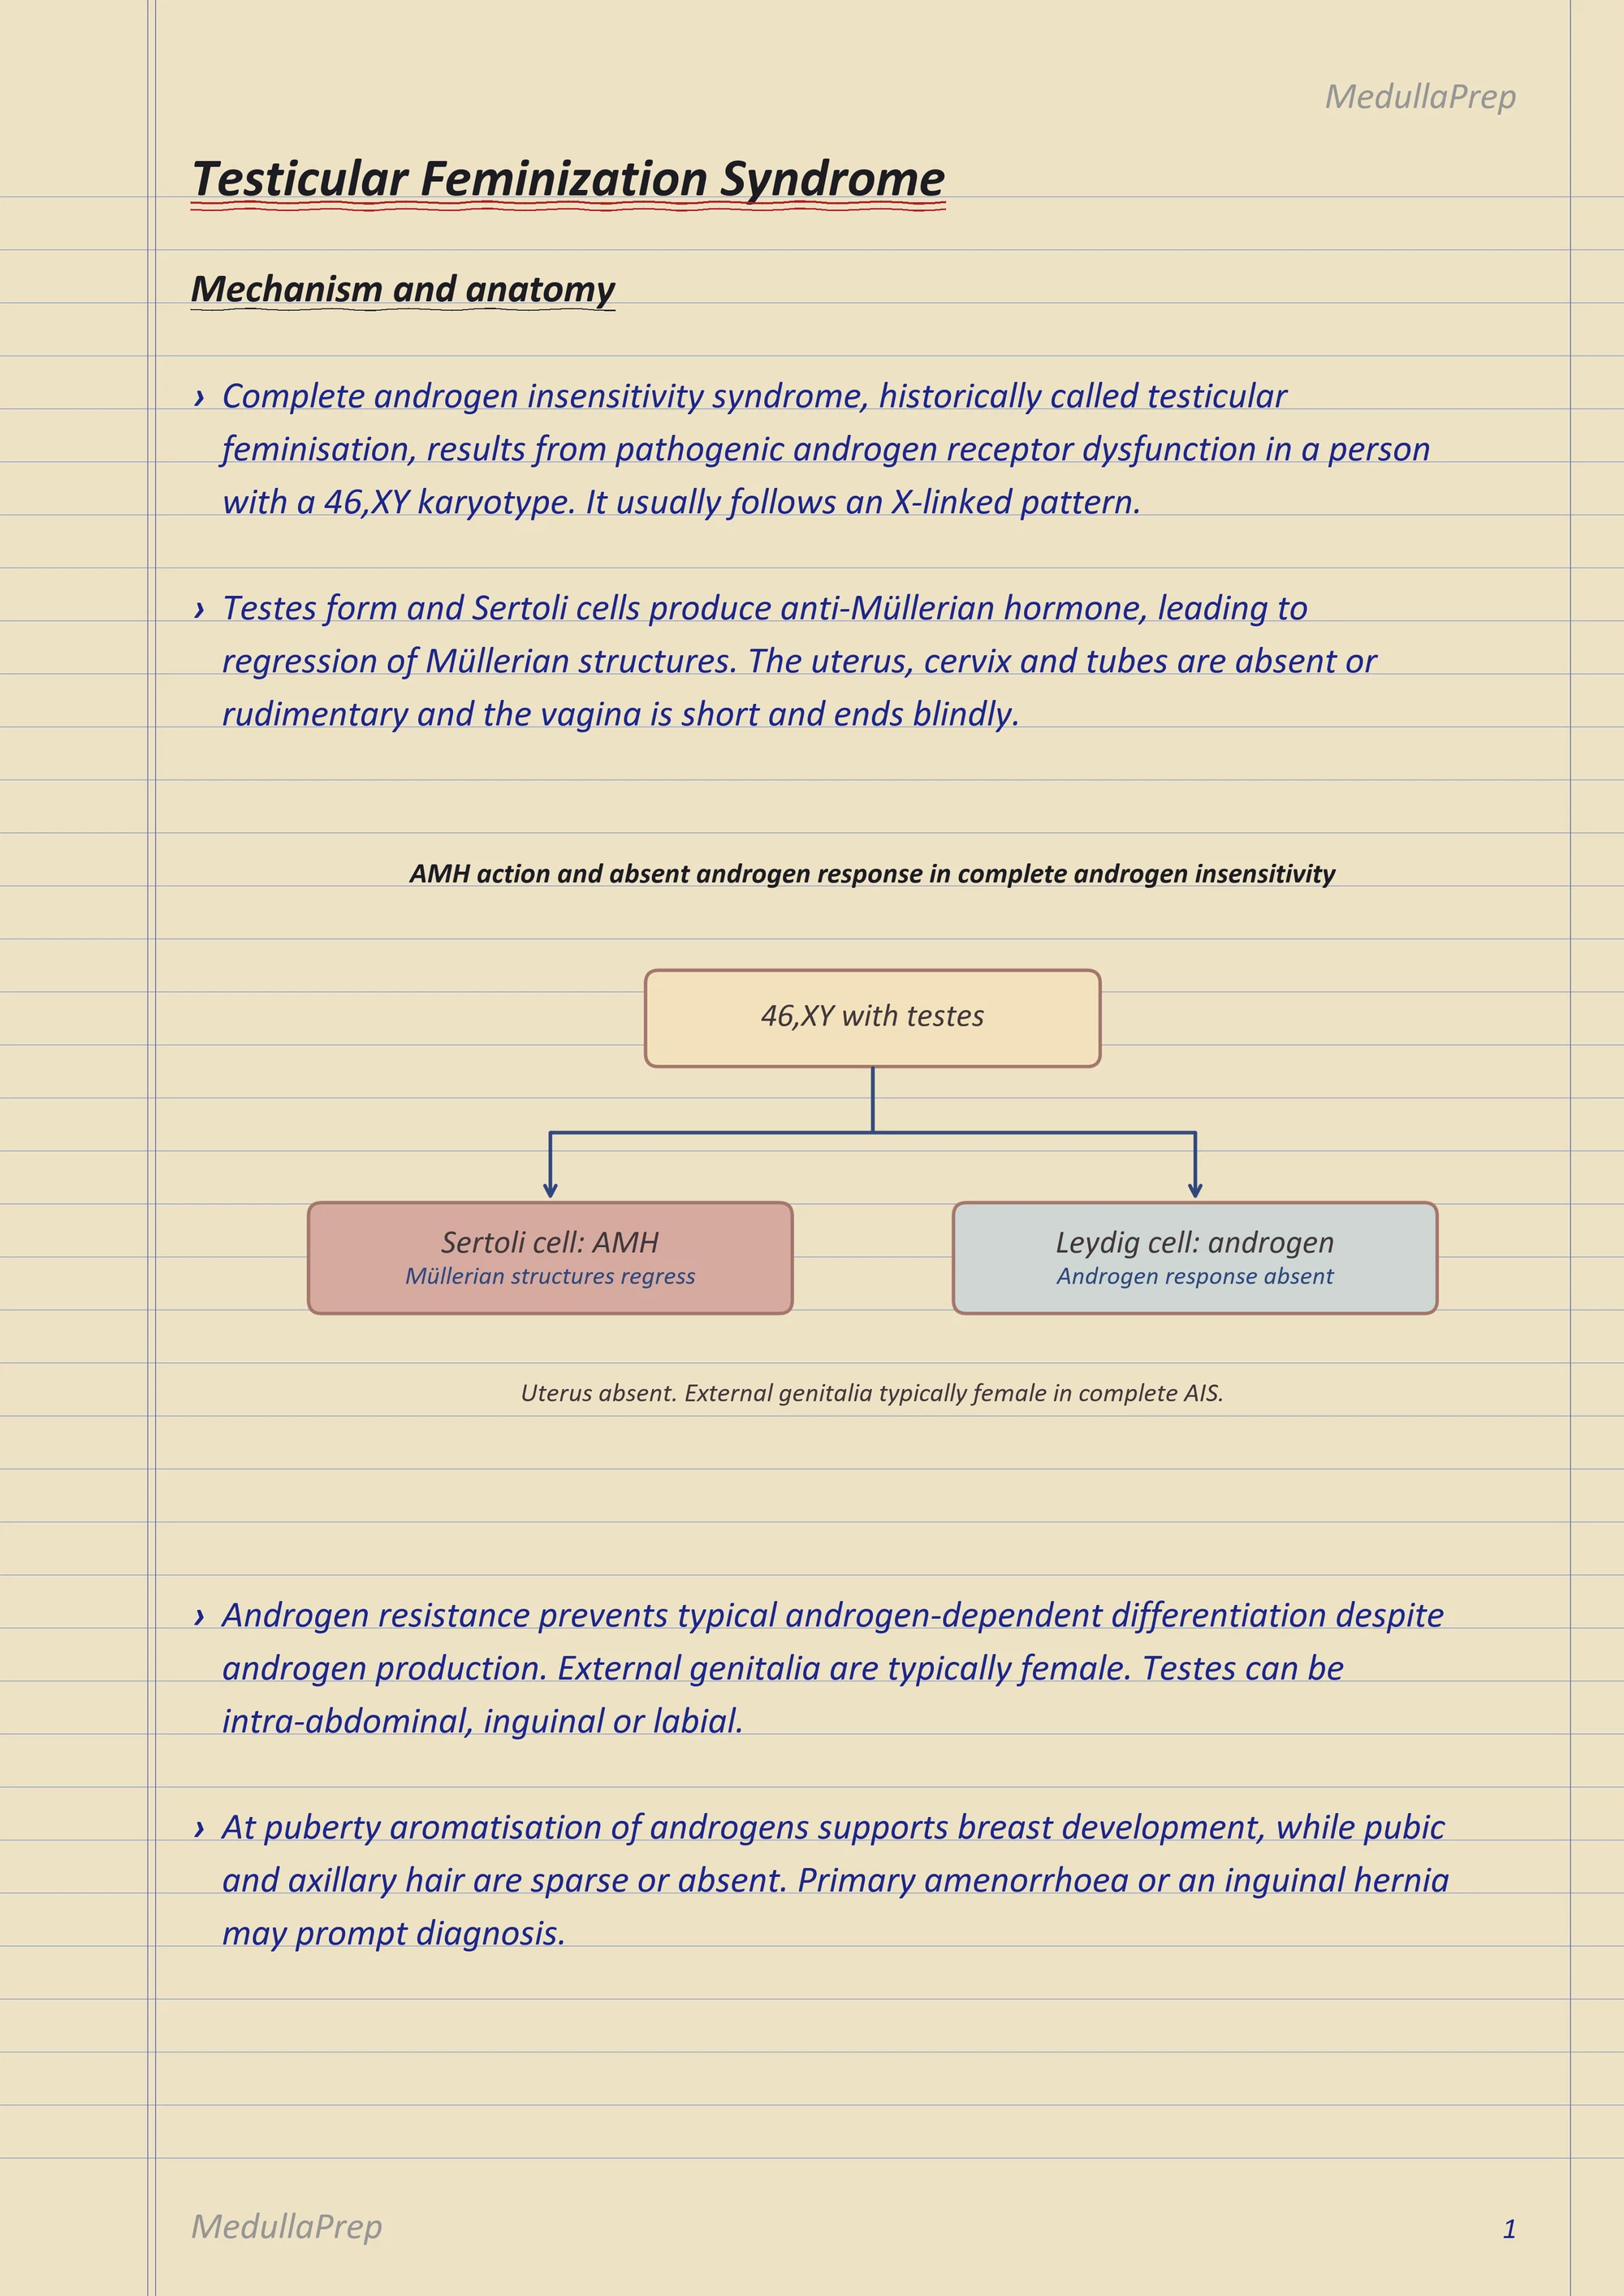 MedullaPrep
Testicular Feminization Syndrome
Mechanism and anatomy
› Complete androgen insensitivity syndrome, historically called testicular
feminisation, results from pathogenic androgen receptor dysfunction in a person
with a 46,XY karyotype. It usually follows an X-linked pattern.
› Testes form and Sertoli cells produce anti-Müllerian hormone, leading to
regression of Müllerian structures. The uterus, cervix and tubes are absent or
rudimentary and the vagina is short and ends blindly.
AMH action and absent androgen response in complete androgen insensitivity
46,XY with testes
Sertoli cell: AMH
Müllerian structures regress
Leydig cell: androgen
Androgen response absent
Uterus absent. External genitalia typically female in complete AIS.
› Androgen resistance prevents typical androgen-dependent differentiation despite
androgen production. External genitalia are typically female. Testes can be
intra-abdominal, inguinal or labial.
› At puberty aromatisation of androgens supports breast development, while pubic
and axillary hair are sparse or absent. Primary amenorrhoea or an inguinal hernia
may prompt diagnosis.
MedullaPrep
1